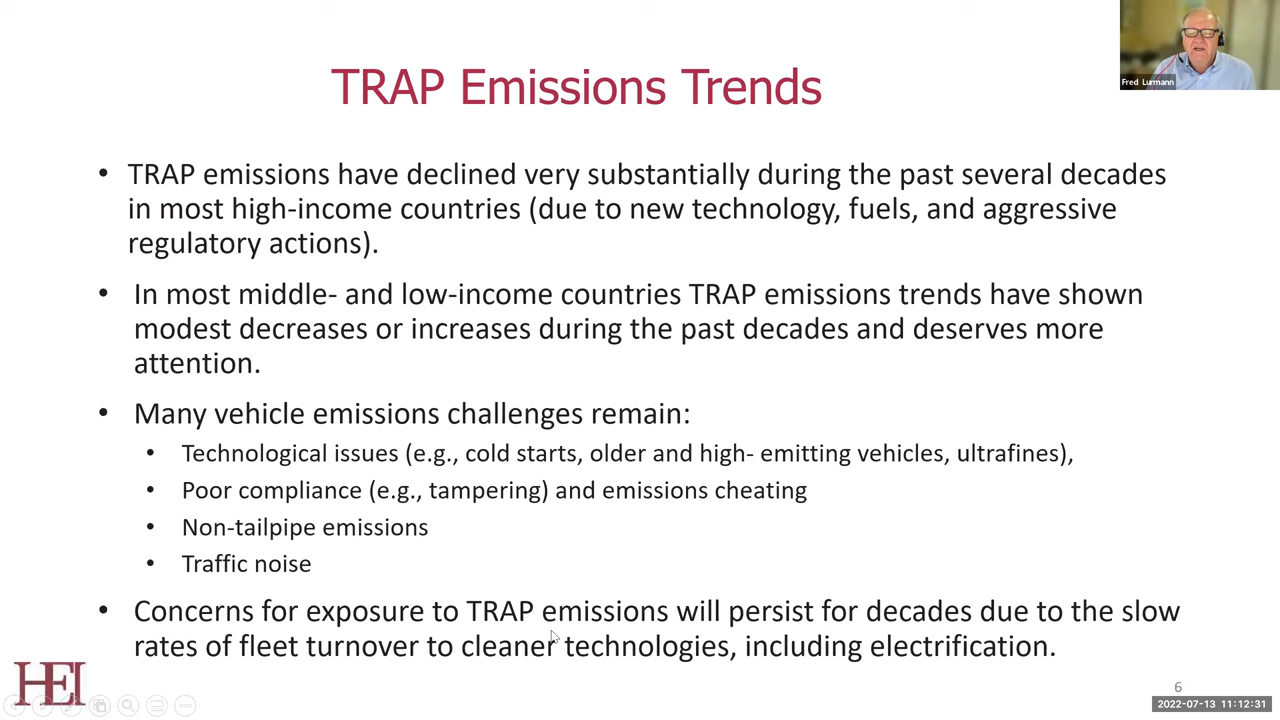 Fred Lurmann
TRAP Emissions Trends
• TRAP emissions have declined very substantially during the past several decades
in most high-income countries (due to new technology, fuels, and aggressive
regulatory actions).
• In most middle- and low-income countries TRAP emissions trends have shown
modest decreases or increases during the past decades and deserves more
attention.
• Many vehicle emissions challenges remain:
• Technological issues (e.g., cold starts, older and high- emitting vehicles, ultrafines),
• Poor compliance (e.g., tampering) and emissions cheating
• Non-tailpipe emissions
• Traffic noise
• Concerns for exposure to TRAP emissions will persist for decades due to the slow
rates of fleet turnover to cleaner technologies, including electrification.
HEI
6
2022-07-13 11:12:31